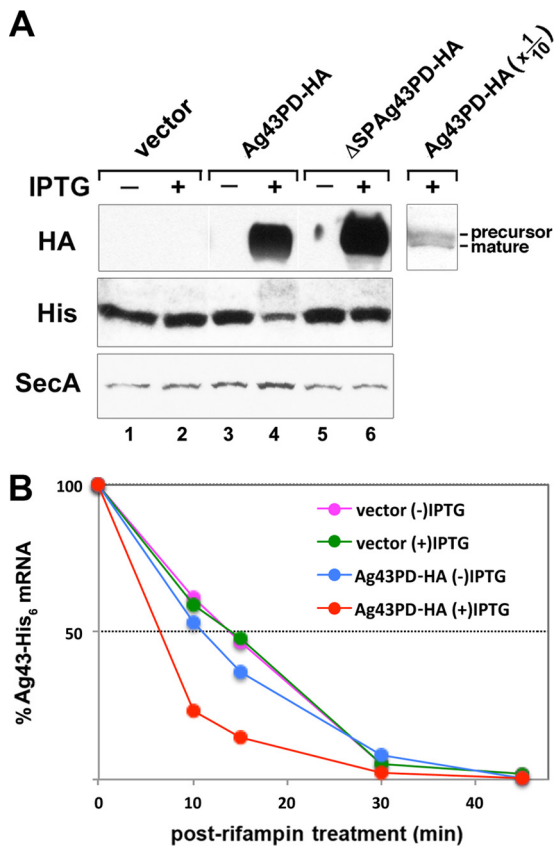 A
vector
Ag43PD-HA
ΔSPAg43PD-HA
Ag43PD-HA (x 1/10)
IPTG − + − + − + +
HA
precursor
mature
His
SecA
1 2 3 4 5 6
B
100
vector (-)IPTG
vector (+)IPTG
Ag43PD-HA (-)IPTG
Ag43PD-HA (+)IPTG
50
% Ag43-His₆ mRNA
0 10 20 30 40
post-rifampin treatment (min)